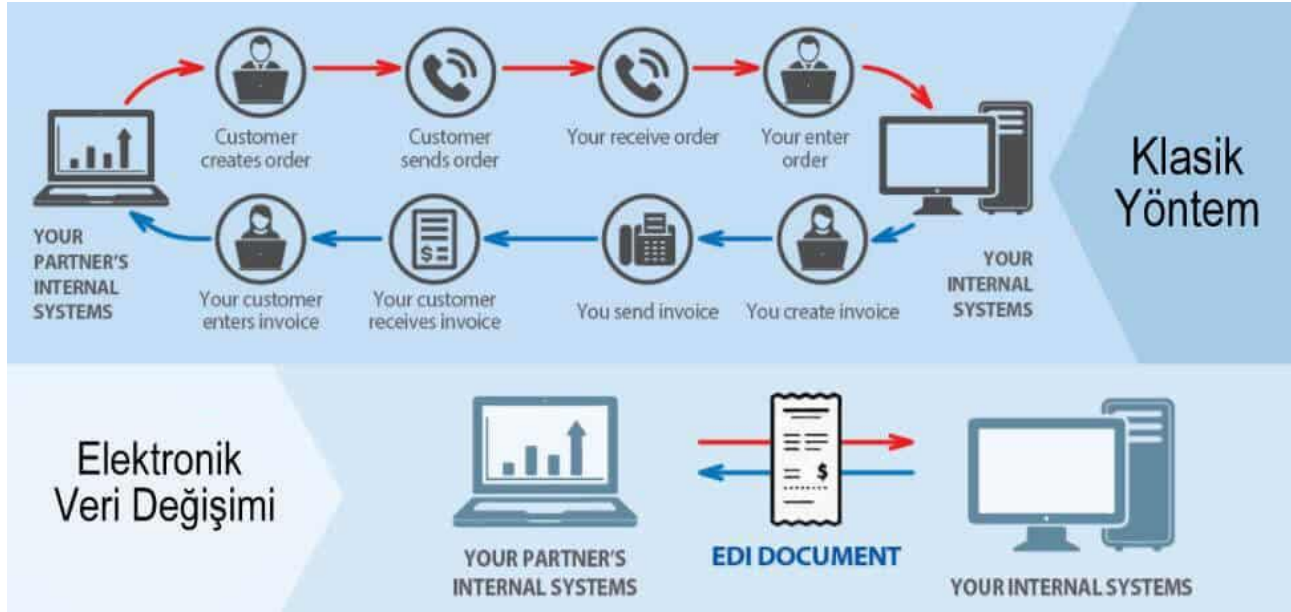 Customer
creates order
Customer
sends order
Your receive order
Your enter
order
Klasik
Yöntem
YOUR
PARTNER'S
INTERNAL
SYSTEMS
Your customer
enters invoice
Your customer
receives invoice
You send invoice
You create invoice
YOUR
INTERNAL
SYSTEMS
$
Elektronik
Veri Değişimi
YOUR PARTNER'S
INTERNAL SYSTEMS
$
EDI DOCUMENT
YOUR INTERNAL SYSTEMS